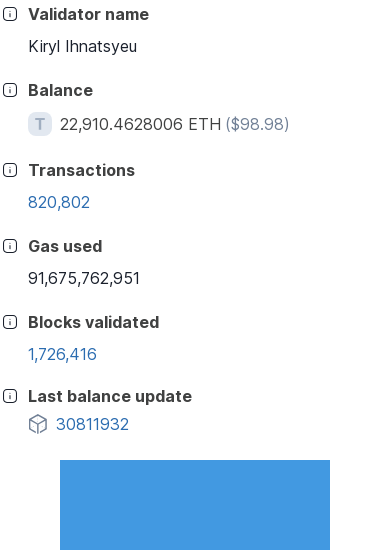 Validator name
Kiryl Ihnatsyeu
Balance
T 22,910.4628006 ETH ($98.98)
Transactions
820,802
Gas used
91,675,762,951
Blocks validated
1,726,416
Last balance update
30811932